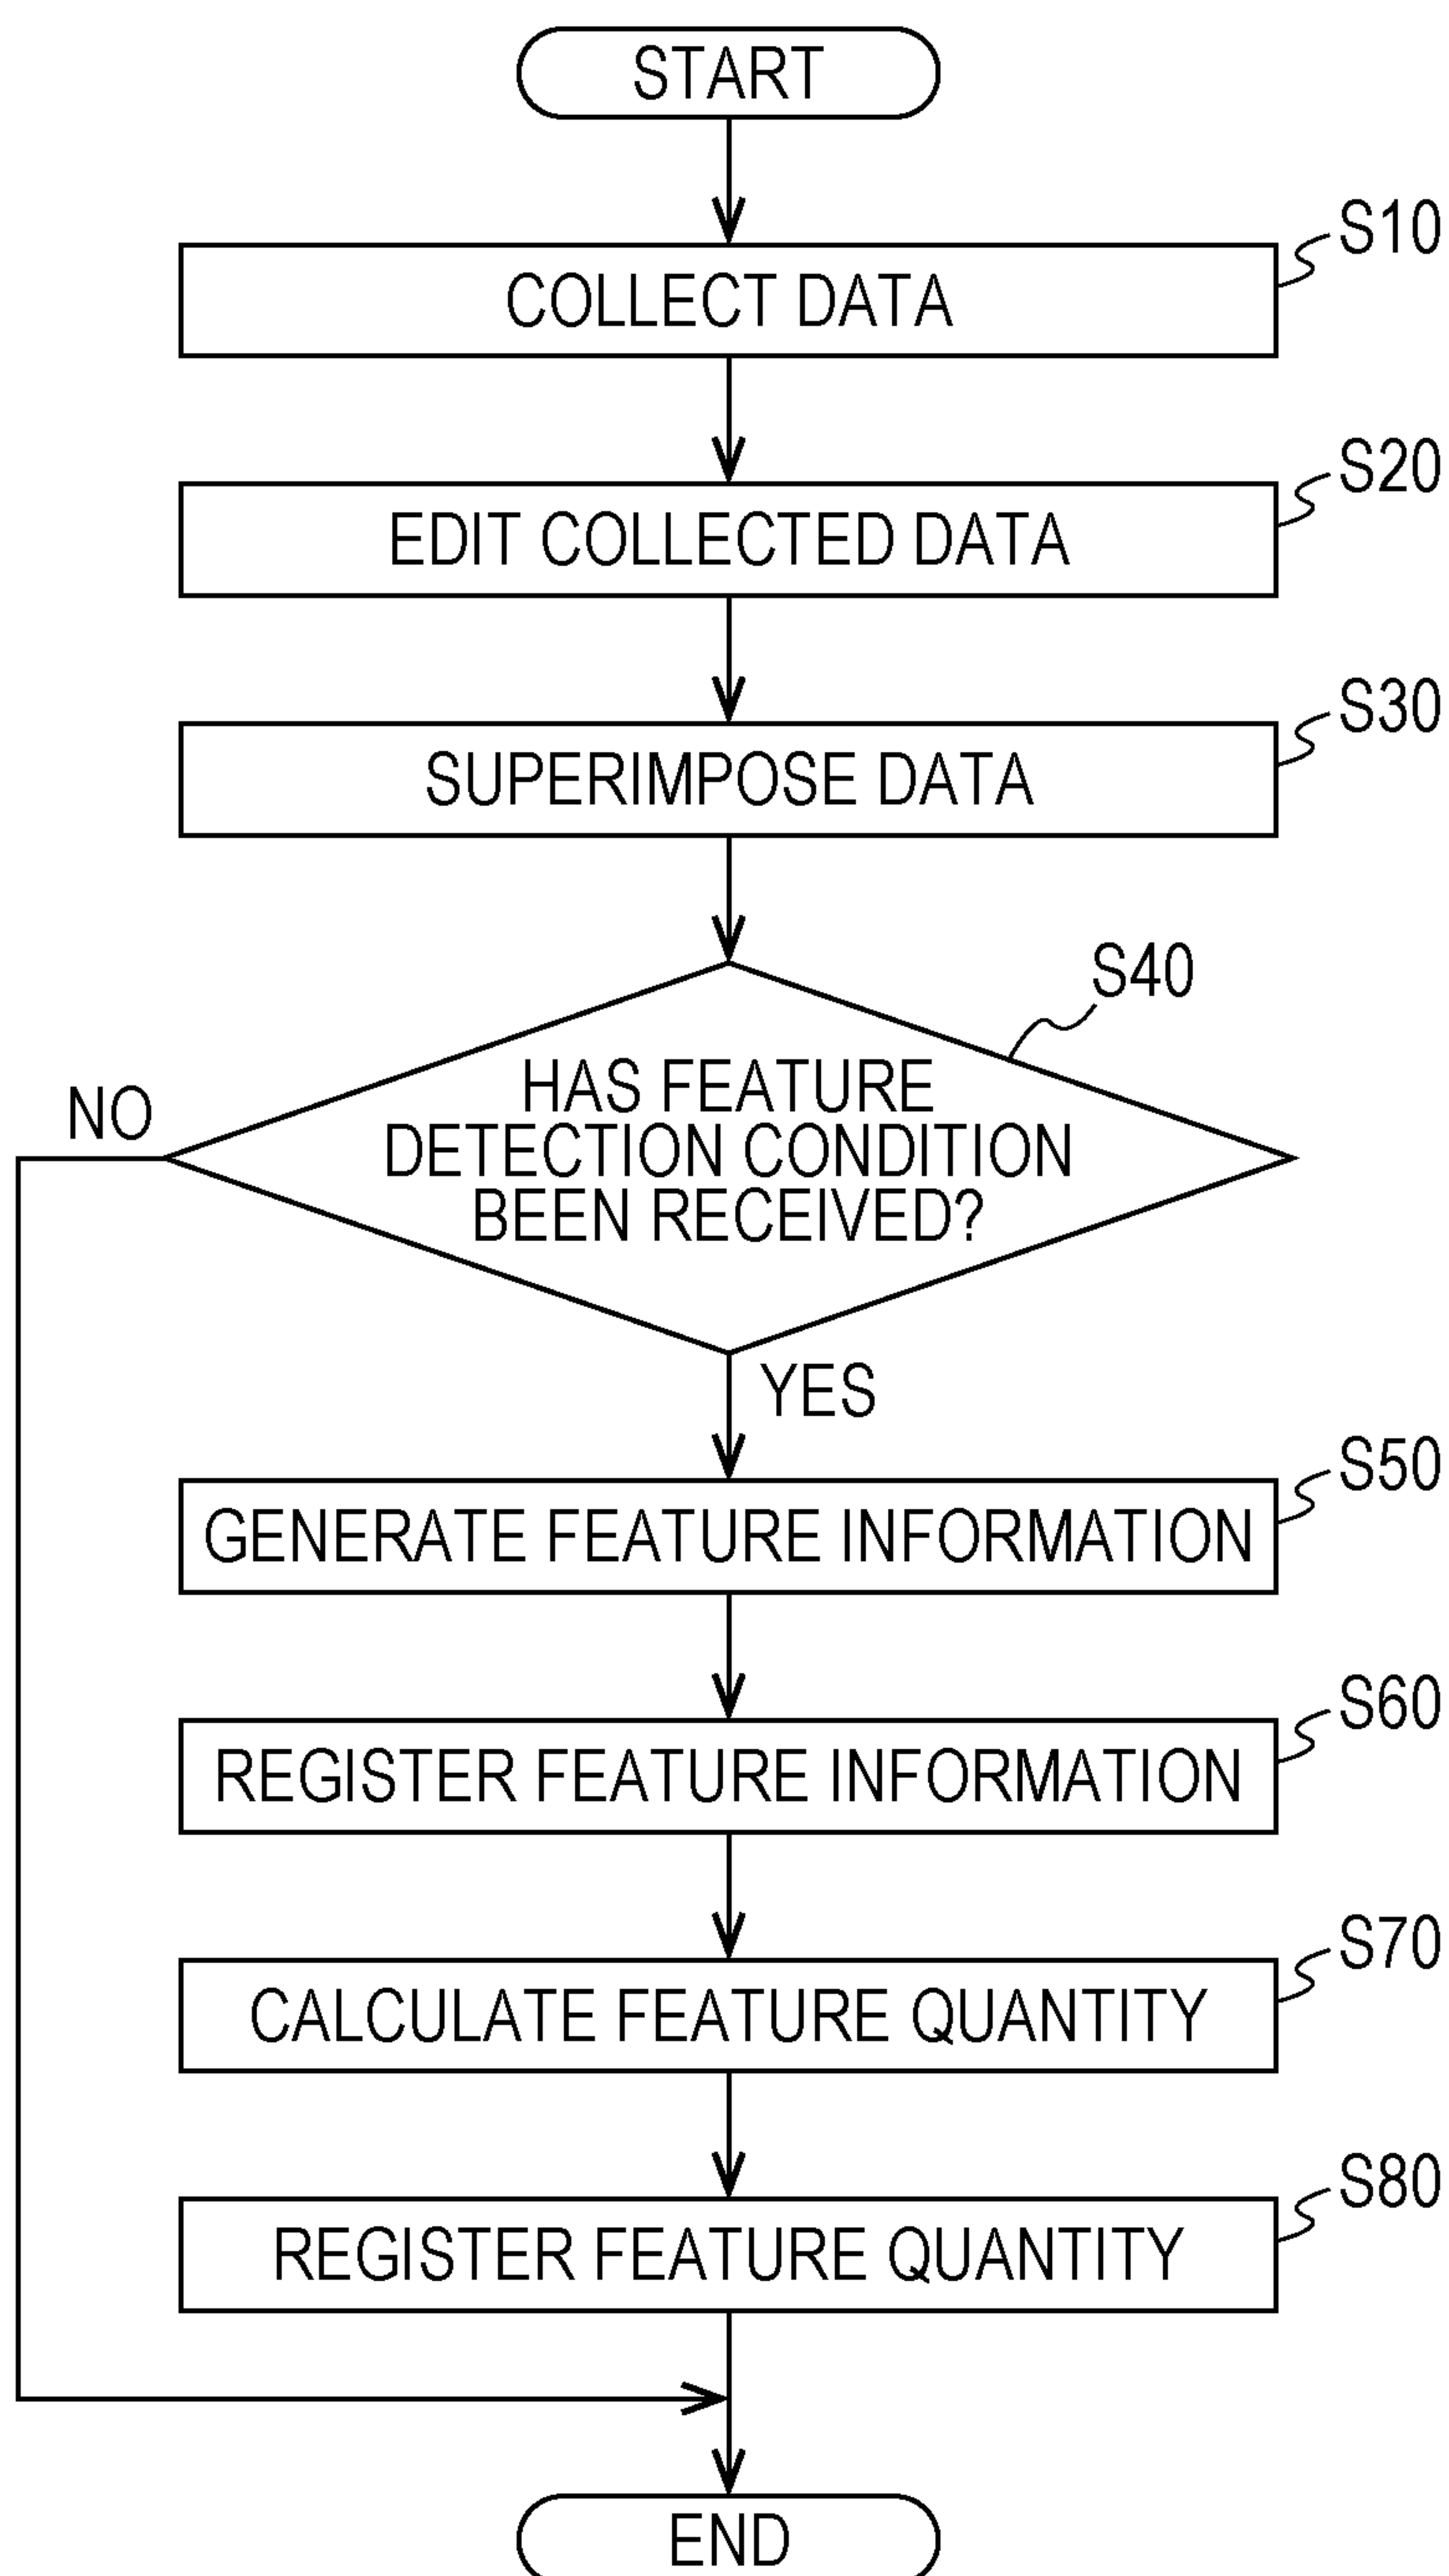 START
S10
COLLECT DATA
S20
EDIT COLLECTED DATA
S30
SUPERIMPOSE DATA
S40
HAS FEATURE
DETECTION CONDITION
BEEN RECEIVED?
NO
YES
S50
GENERATE FEATURE INFORMATION
S60
REGISTER FEATURE INFORMATION
S70
CALCULATE FEATURE QUANTITY
S80
REGISTER FEATURE QUANTITY
END